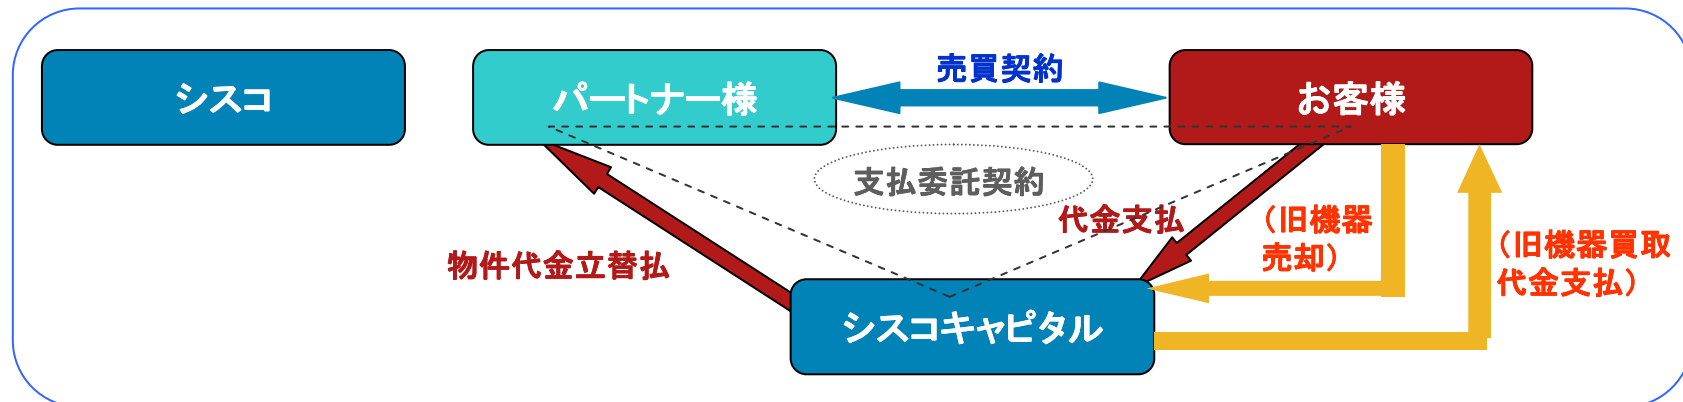 シスコ
パートナー様
売買契約
お客様
支払委託契約
代金支払
（旧機器
売却）
（旧機器買取
代金支払）
物件代金立替払
シスコキャピタル